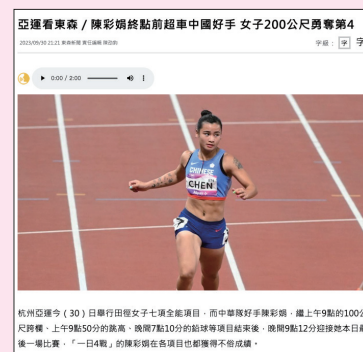 亞運看東森／陳彩娟終點前超車中國好手 女子200公尺勇奪第4
2023/09/30 21:21 東森新聞 責任編輯 陳劭鈞
字級： 字 字
0:00 / 2:00
CHINESE
TAIPEI
CHEN
杭州亞運今（30）日舉行田徑女子七項全能項目，而中華隊好手陳彩娟，繼上午9點的100公
尺跨欄、上午9點50分的跳高、晚間7點10分的鉛球等項目結束後，晚間9點12分迎接她本日最
後一場比賽，「一日4戰」的陳彩娟在各項目也都獲得不俗成績。